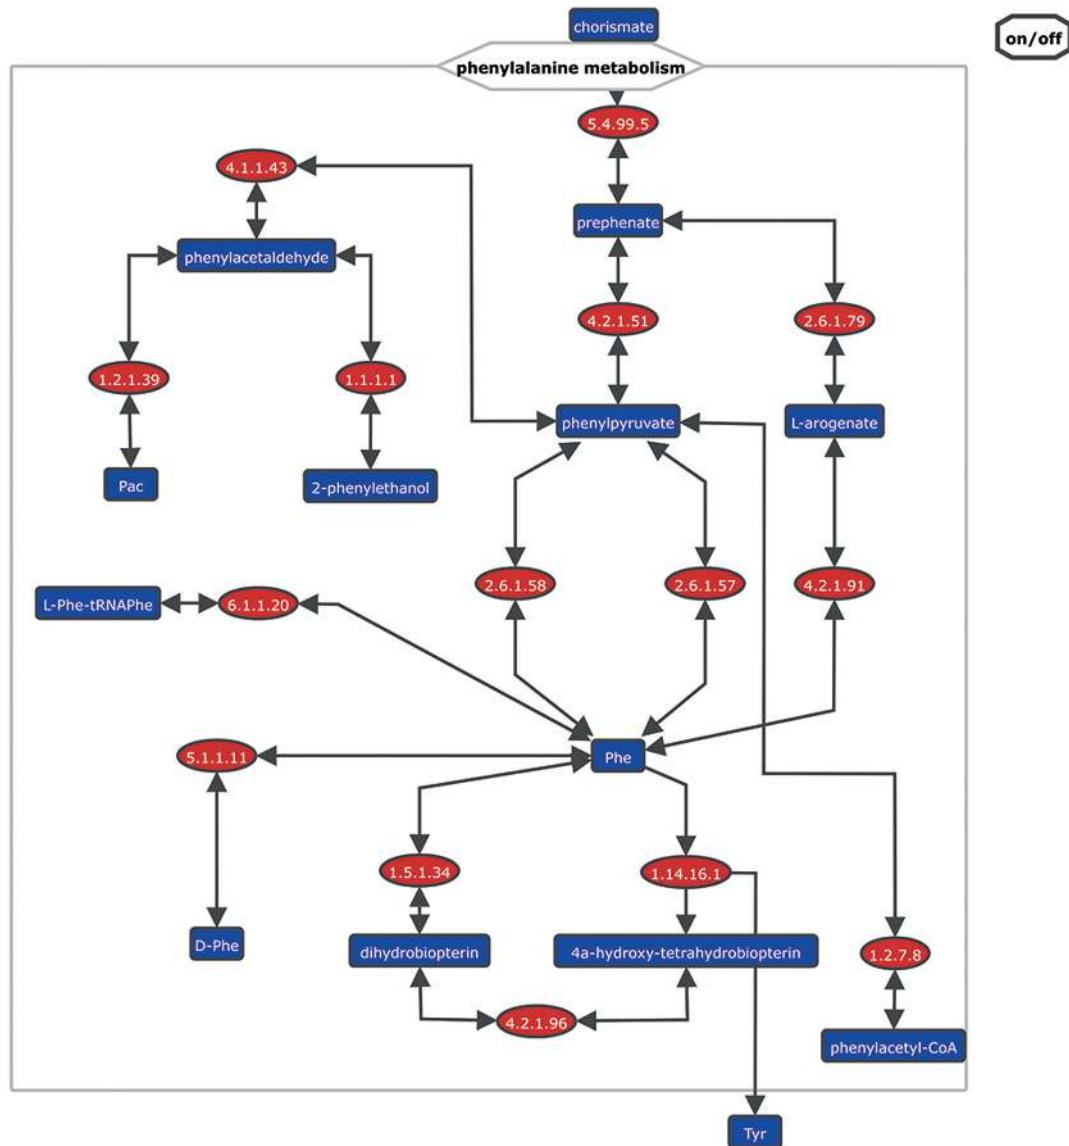 chorismate
on/off
phenylalanine metabolism
5.4.99.5
4.1.1.43
prephenate
phenylacetaldehyde
4.2.1.51
2.6.1.79
1.2.1.39
1.1.1.1
phenylpyruvate
L-arogenate
Pac
2-phenylethanol
2.6.1.58
2.6.1.57
4.2.1.91
L-Phe-tRNAPhe
6.1.1.20
5.1.1.11
Phe
1.5.1.34
1.14.16.1
D-Phe
dihydrobiopterin
4a-hydroxy-tetrahydrobiopterin
1.2.7.8
4.2.1.96
phenylacetyl-CoA
Tyr